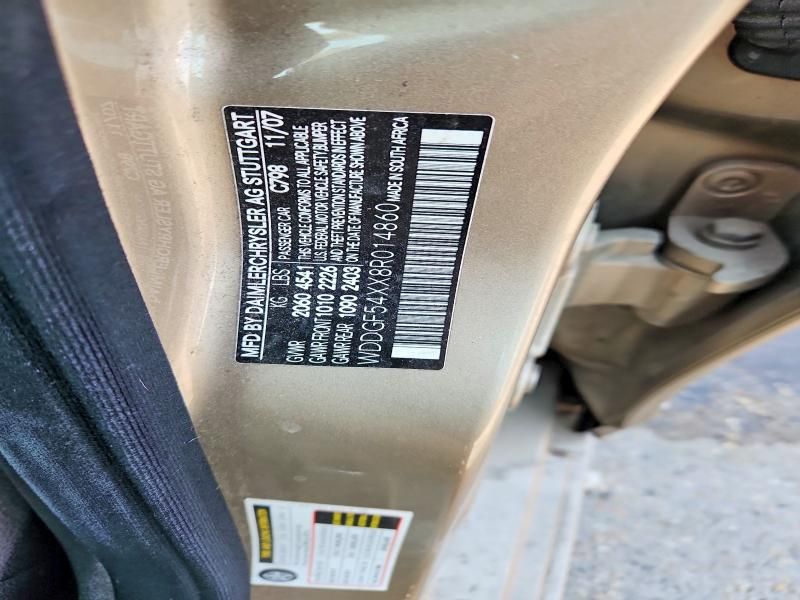 MFD BY DAIMLERCHRYSLER AG STUTTGART
C798 11/07
KG LBS PASSENGER CAR
GVWR 2060 4541 THIS VEHICLE CONFORMS TO ALL APPLICABLE
GAWR FRONT 1010 2226 U.S. FEDERAL MOTOR VEHICLE SAFETY, BUMPER
GAWR REAR 1090 2403 AND THEFT PREVENTION STANDARDS IN EFFECT
ON THE DATE OF MANUFACTURE SHOWN ABOVE
WDDGF54XX8R014860 MADE IN SOUTH AFRICA